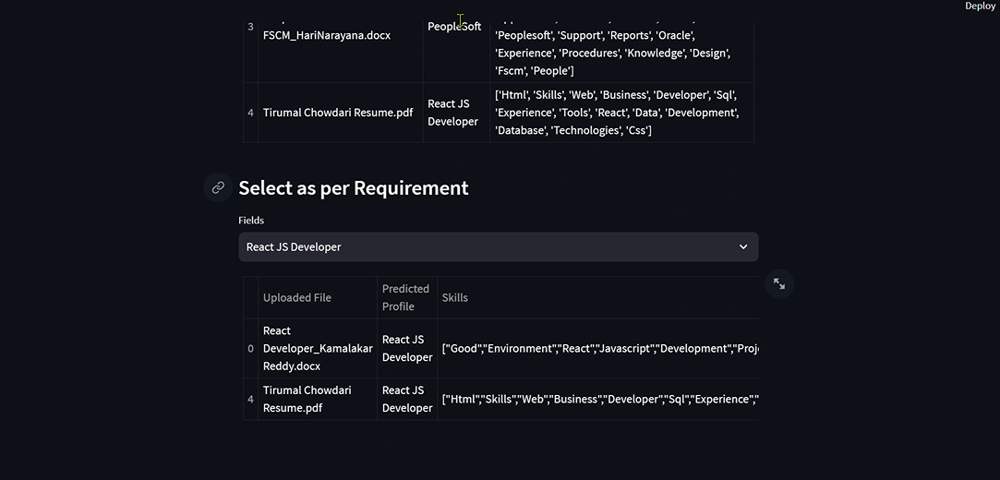 Deploy
3
FSCM_HariNarayana.docx
PeopleSoft
'Peoplesoft', 'Support', 'Reports', 'Oracle',
'Experience', 'Procedures', 'Knowledge', 'Design',
'Fscm', 'People']
4
Tirumal Chowdari Resume.pdf
React JS
Developer
['Html', 'Skills', 'Web', 'Business', 'Developer', 'Sql',
'Experience', 'Tools', 'React', 'Data', 'Development',
'Database', 'Technologies', 'Css']
Select as per Requirement
Fields
React JS Developer
Uploaded File
Predicted
Profile
Skills
0
React
Developer_Kamalakar
Reddy.docx
React JS
Developer
["Good","Environment","React","Javascript","Development","Proj
4
Tirumal Chowdari
Resume.pdf
React JS
Developer
["Html","Skills","Web","Business","Developer","Sql","Experience","